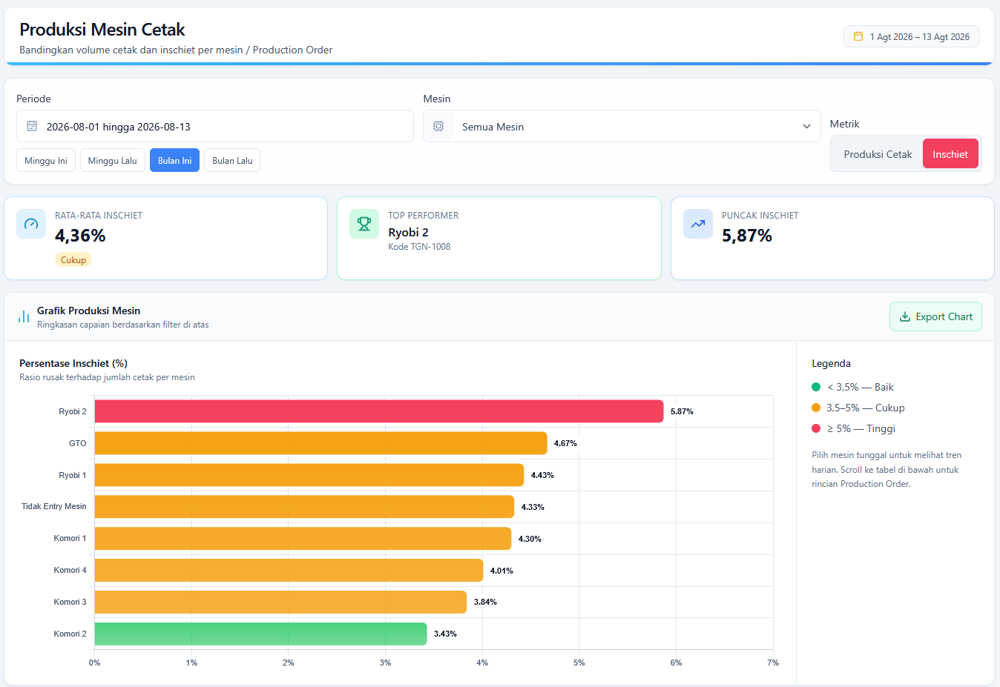 Produksi Mesin Cetak
Bandingkan volume cetak dan inschiet per mesin / Production Order
1 Agt 2026 – 13 Agt 2026
Periode
2026-08-01 hingga 2026-08-13
Minggu Ini
Minggu Lalu
Bulan Ini
Bulan Lalu
Mesin
Semua Mesin
Metrik
Produksi Cetak
Inschiet
RATA-RATA INSCHIET
4,36%
Cukup
TOP PERFORMER
Ryobi 2
Kode TGN-1008
PUNCAK INSCHIET
5,87%
Grafik Produksi Mesin
Ringkasan capaian berdasarkan filter di atas
Export Chart
Persentase Inschiet (%)
Rasio rusak terhadap jumlah cetak per mesin
Ryobi 2 5.87%
GTO 4.67%
Ryobi 1 4.43%
Tidak Entry Mesin 4.33%
Komori 1 4.30%
Komori 4 4.01%
Komori 3 3.84%
Komori 2 3.43%
0% 1% 2% 3% 4% 5% 6% 7%
Legenda
< 3,5% — Baik
3,5–5% — Cukup
≥ 5% — Tinggi
Pilih mesin tunggal untuk melihat tren
harian. Scroll ke tabel di bawah untuk
rincian Production Order.